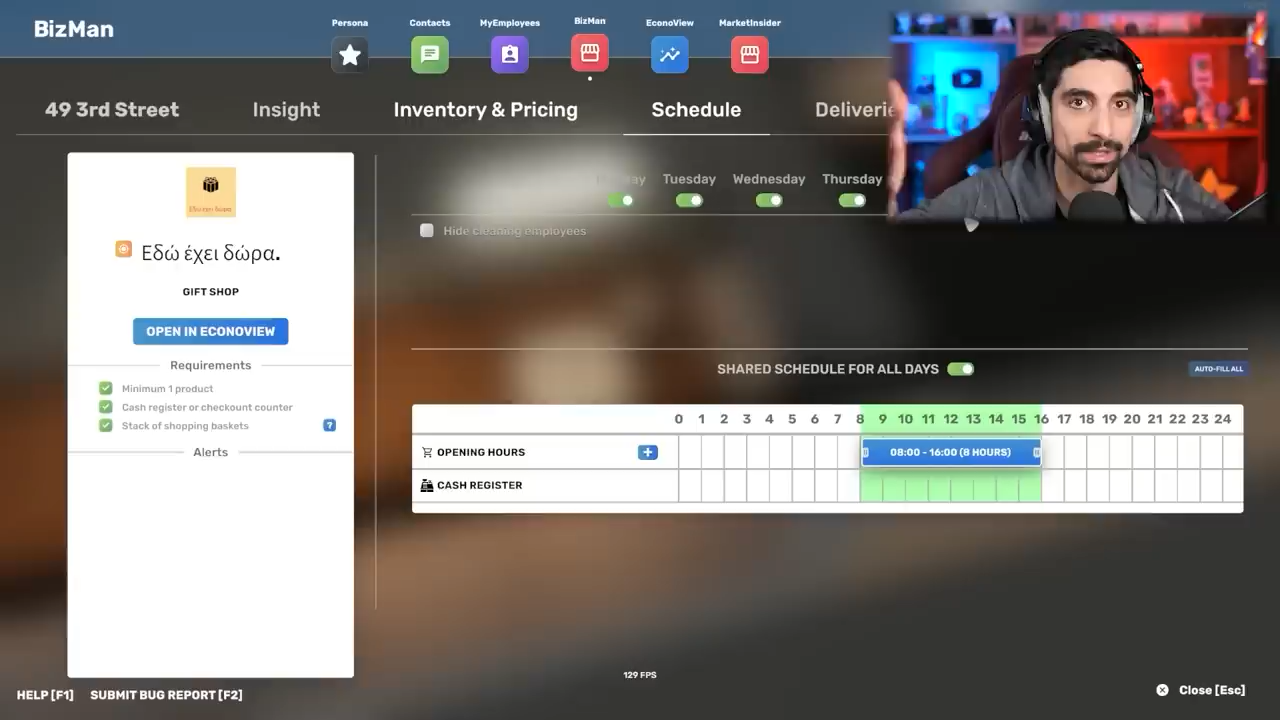 BizMan
Persona
Contacts
MyEmployees
BizMan
EconoView
MarketInsider
49 3rd Street
Insight
Inventory & Pricing
Schedule
Tuesday
Wednesday
Thursday
Hide cleaning employees
Εδώ έχει δώρα.
GIFT SHOP
OPEN IN ECONOVIEW
Requirements
Minimum 1 product
Cash register or checkount counter
Stack of shopping baskets
?
Alerts
SHARED SCHEDULE FOR ALL DAYS
AUTO-FILL ALL
0 1 2 3 4 5 6 7 8 9 10 11 12 13 14 15 16 17 18 19 20 21 22 23 24
OPENING HOURS
+
08:00 - 16:00 (8 HOURS)
CASH REGISTER
129 FPS
HELP [F1]
SUBMIT BUG REPORT [F2]
Close [Esc]